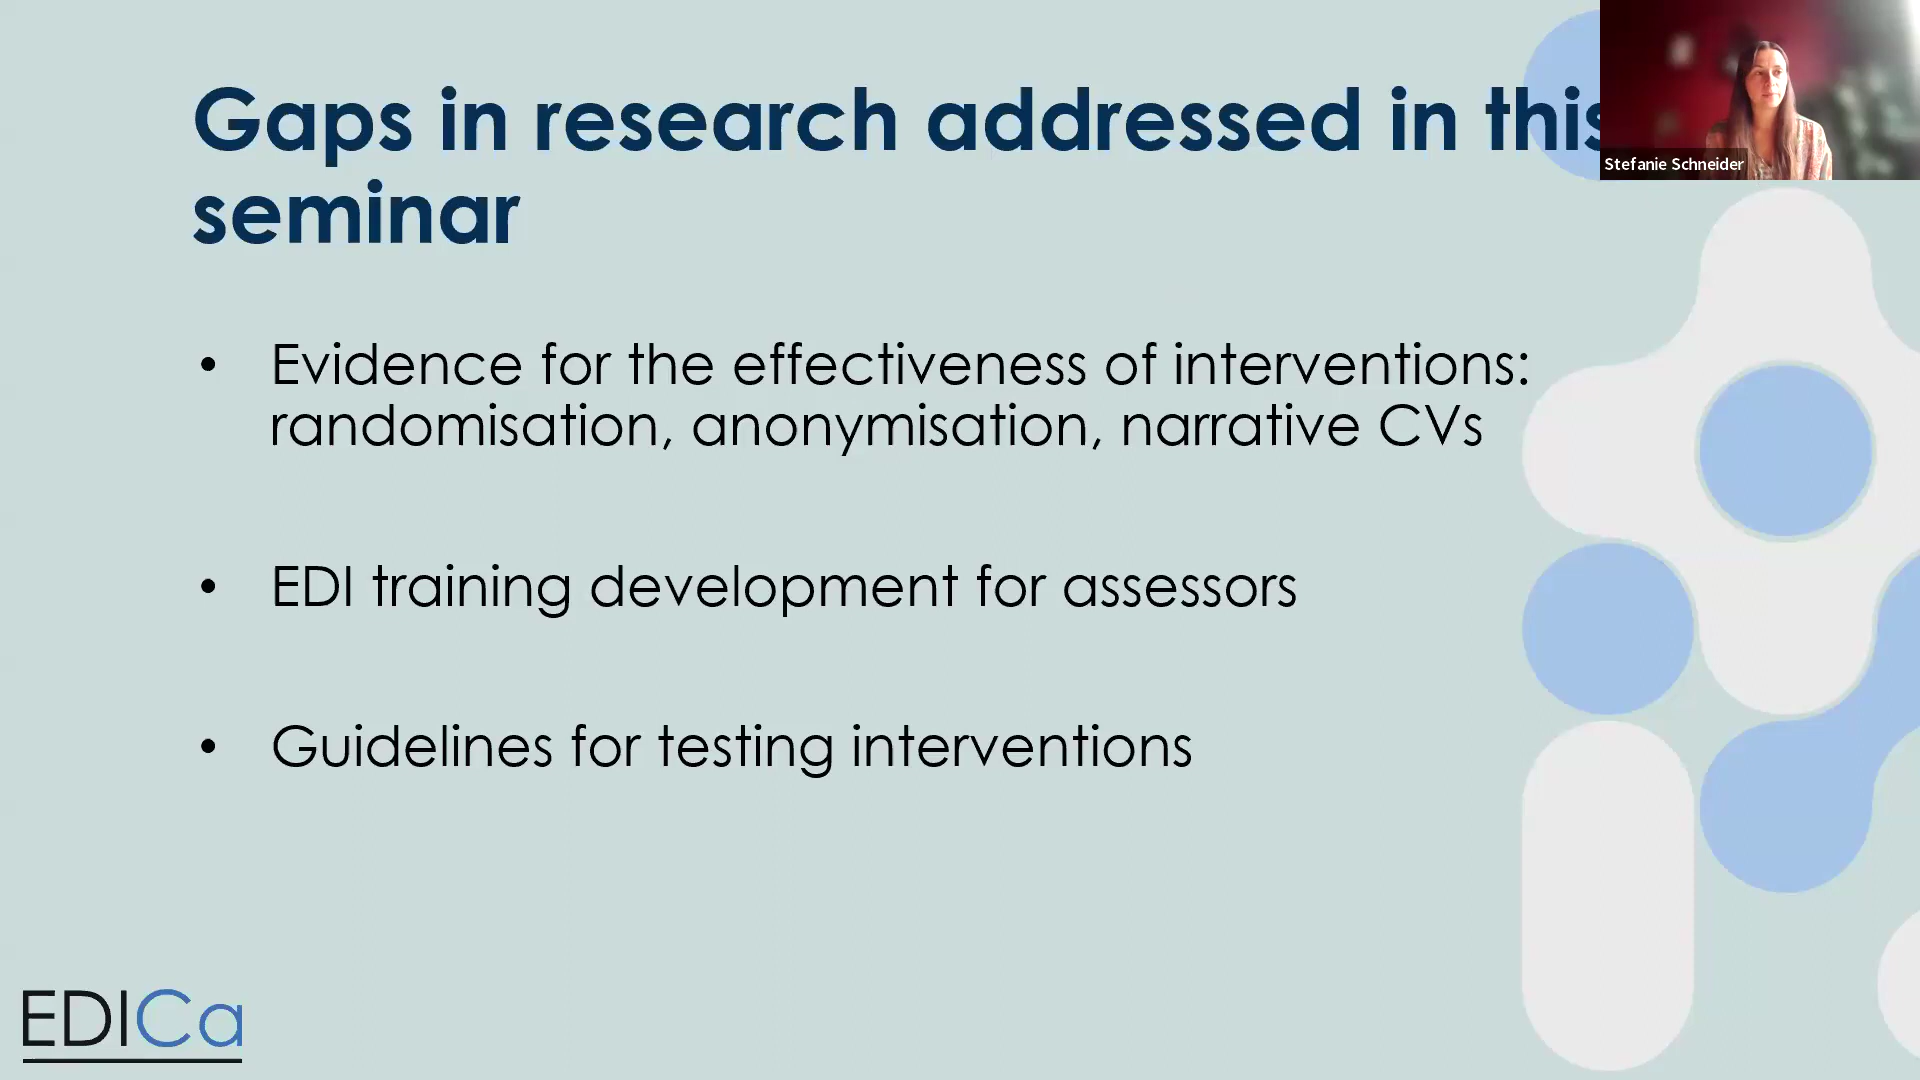 Gaps in research addressed in this
seminar
Stefanie Schneider
• Evidence for the effectiveness of interventions:
randomisation, anonymisation, narrative CVs
• EDI training development for assessors
• Guidelines for testing interventions
EDICa